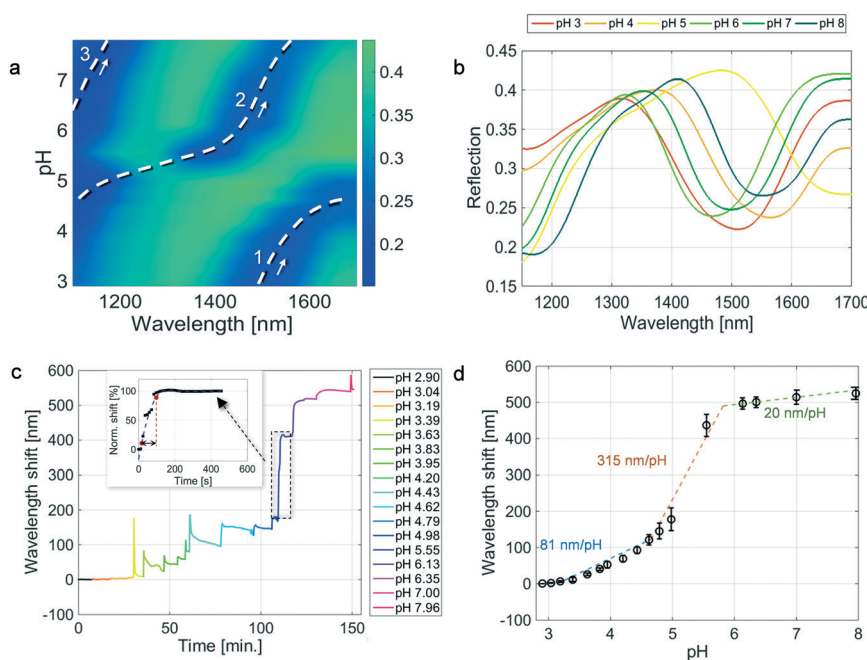 a
3
2
1
7
6
5
4
3
pH
1200
1400
1600
Wavelength [nm]
0.4
0.35
0.3
0.25
0.2
pH 3
pH 4
pH 5
pH 6
pH 7
pH 8
b
0.45
0.4
0.35
0.3
0.25
0.2
0.15
Reflection
1200
1300
1400
1500
1600
1700
Wavelength [nm]
c
600
500
400
300
200
100
0
-100
Wavelength shift [nm]
0
50
100
150
Time [min.]
Norm. shift [%]
100
50
0
0
200
400
600
800
Time [s]
pH 2.90
pH 3.04
pH 3.19
pH 3.39
pH 3.63
pH 3.83
pH 3.95
pH 4.20
pH 4.43
pH 4.62
pH 4.79
pH 4.98
pH 5.55
pH 6.13
pH 6.35
pH 7.00
pH 7.96
d
600
500
400
300
200
100
0
-100
Wavelength shift [nm]
81 nm/pH
315 nm/pH
20 nm/pH
3
4
5
6
7
8
pH